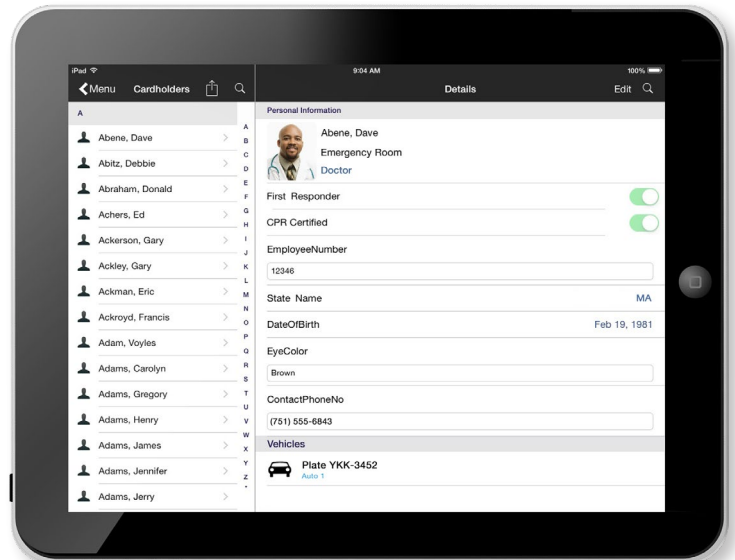 iPad
9:04 AM
100%
Menu
Cardholders
Details
Edit
A
Abene, Dave
Abitz, Debbie
Abraham, Donald
Achers, Ed
Ackerson, Gary
Ackley, Gary
Ackman, Eric
Ackroyd, Francis
Adam, Voyles
Adams, Carolyn
Adams, Gregory
Adams, Henry
Adams, James
Adams, Jennifer
Adams, Jerry
A
B
C
D
E
F
G
H
I
J
K
L
M
N
O
P
Q
R
S
T
U
V
W
X
Y
Z
Personal Information
Abene, Dave
Emergency Room
Doctor
First Responder
CPR Certified
EmployeeNumber
12346
State Name MA
DateOfBirth Feb 19, 1981
EyeColor
Brown
ContactPhoneNo
(751) 555-6843
Vehicles
Plate YKK-3452
Auto 1